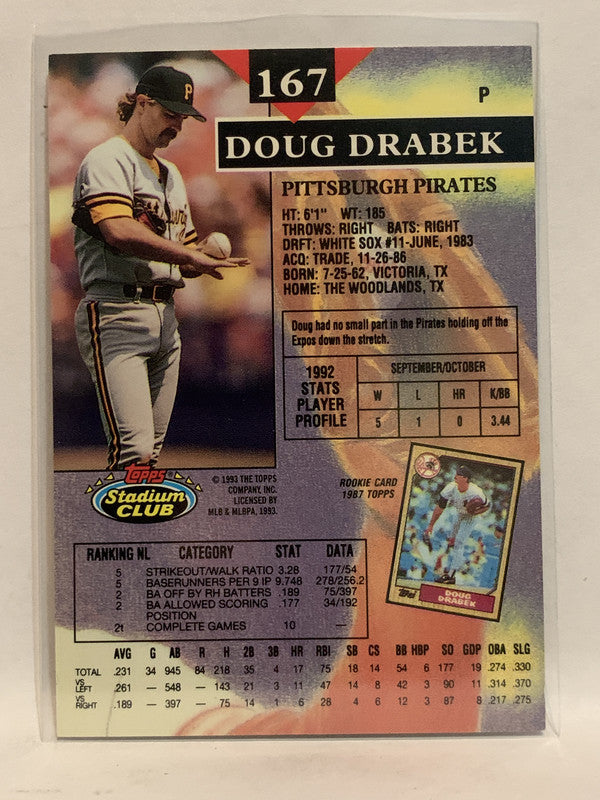 167
P
DOUG DRABEK
PITTSBURGH PIRATES
HT: 6'1" WT: 185
THROWS: RIGHT BATS: RIGHT
DRFT: WHITE SOX #11-JUNE, 1983
ACQ: TRADE, 11-26-86
BORN: 7-25-62, VICTORIA, TX
HOME: THE WOODLANDS, TX
Doug had no small part in the Pirates holding off the
Expos down the stretch.
1992 STATS PLAYER PROFILE
SEPTEMBER/OCTOBER
W L HR K/BB
5 1 0 3.44
P
TOPPS
Stadium
CLUB
© 1993 THE TOPPS
COMPANY, INC.
LICENSED BY
MLB & MLBPA, 1993.
ROOKIE CARD
1987 TOPPS
Topps
DOUG
DRABEK
RANKING NL CATEGORY STAT DATA
5 STRIKEOUT/WALK RATIO 3.28 177/54
5 BASERUNNERS PER 9 IP 9.748 278/256.2
2 BA OFF BY RH BATTERS .189 75/397
2 BA ALLOWED SCORING .177 34/192
POSITION
2t COMPLETE GAMES 10 —
AVG G AB R H 2B 3B HR RBI SB CS BB HBP SO GDP OBA SLG
TOTAL .231 34 945 84 218 35 4 17 75 18 14 54 6 177 19 .274 .330
VS LEFT .261 — 548 — 143 21 3 11 47 14 8 42 3 90 11 .314 .370
VS RIGHT .189 — 397 — 75 14 1 6 28 4 6 12 3 87 8 .217 .275